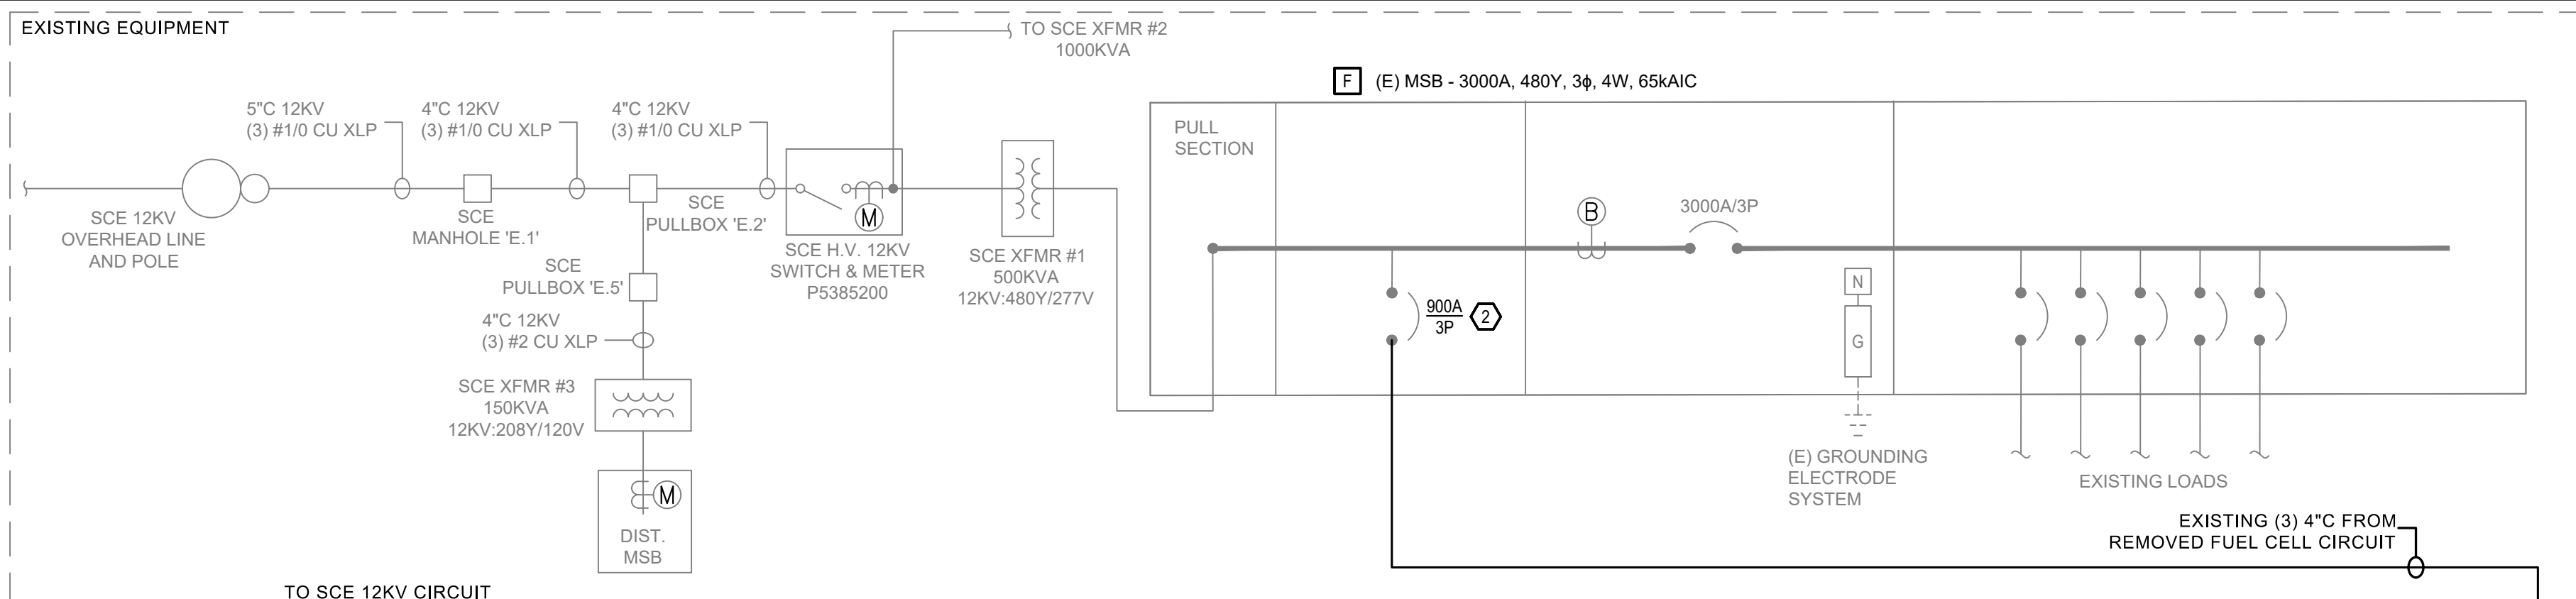 EXISTING EQUIPMENT
TO SCE XFMR #2
1000KVA
F
(E) MSB - 3000A, 480Y, 3ϕ, 4W, 65kAIC
5"C 12KV
(3) #1/0 CU XLP
4"C 12KV
(3) #1/0 CU XLP
4"C 12KV
(3) #1/0 CU XLP
SCE 12KV
OVERHEAD LINE
AND POLE
SCE
MANHOLE 'E.1'
SCE
PULLBOX 'E.2'
M
SCE H.V. 12KV
SWITCH & METER
P5385200
SCE XFMR #1
500KVA
12KV:480Y/277V
SCE
PULLBOX 'E.5'
4"C 12KV
(3) #2 CU XLP
SCE XFMR #3
150KVA
12KV:208Y/120V
M
DIST.
MSB
TO SCE 12KV CIRCUIT
PULL
SECTION
900A
3P
2
B
3000A/3P
N
G
(E) GROUNDING
ELECTRODE
SYSTEM
EXISTING LOADS
EXISTING (3) 4"C FROM
REMOVED FUEL CELL CIRCUIT